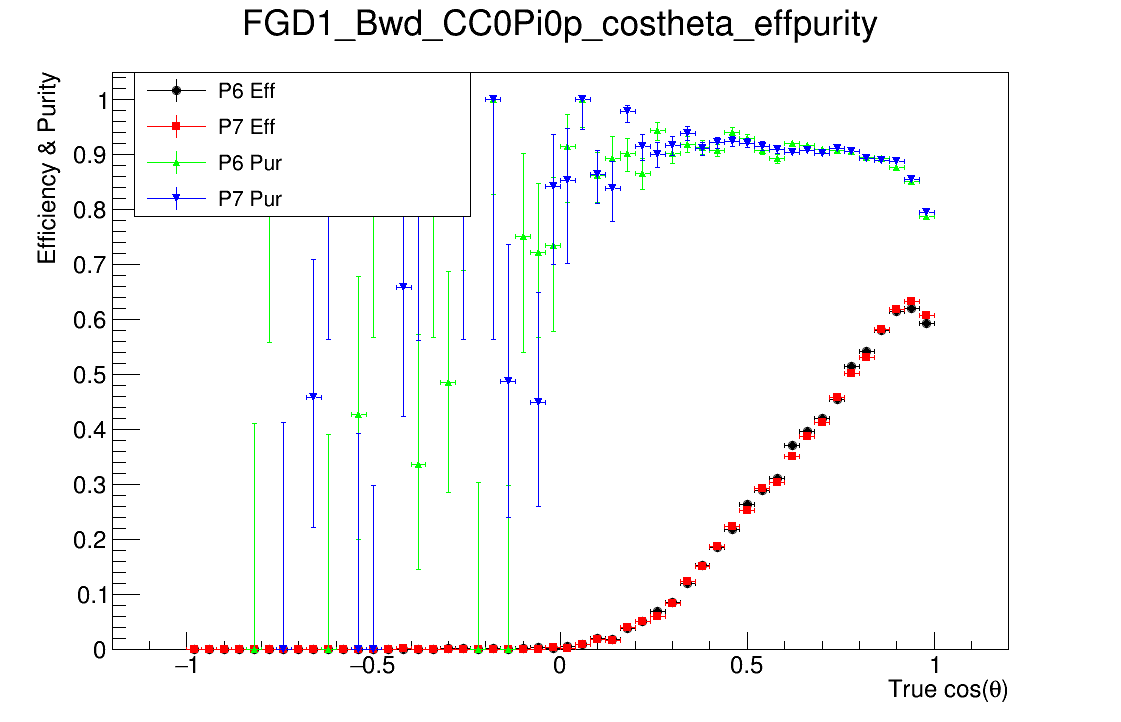 FGD1_Bwd_CC0Pi0p_costheta_effpurity
Efficiency & Purity
P6 Eff
P7 Eff
P6 Pur
P7 Pur
1
0.9
0.8
0.7
0.6
0.5
0.4
0.3
0.2
0.1
0
−1
−0.5
0
0.5
1
True cos(θ)